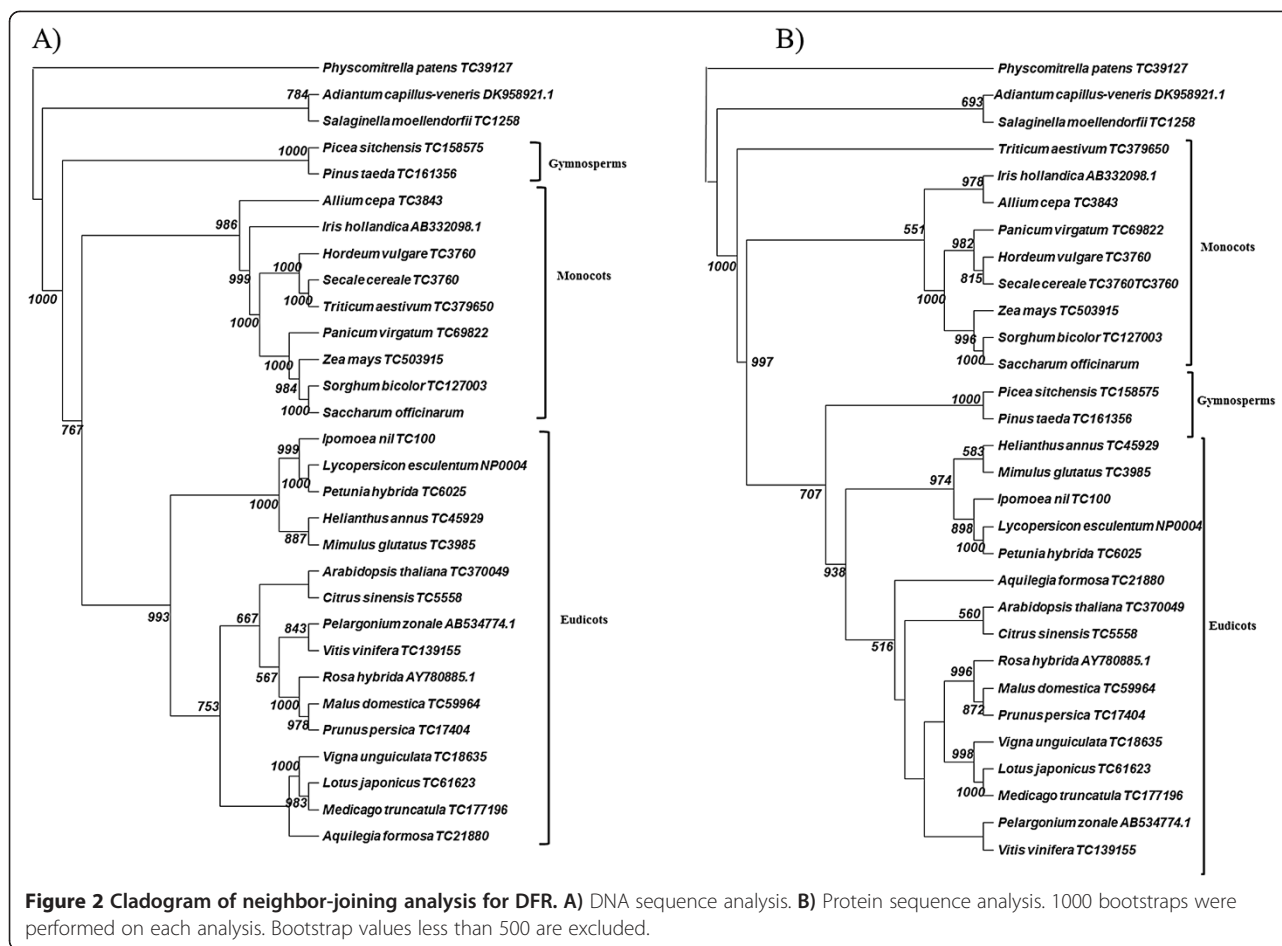 A)
Physcomitrella patens TC39127
784
Adiantum capillus-veneris DK958921.1
Salaginella moellendorfii TC1258
1000
Picea sitchensis TC158575
Pinus taeda TC161356
Gymnosperms
986
Allium cepa TC3843
Iris hollandica AB332098.1
999
1000
Hordeum vulgare TC3760
Secale cereale TC3760
1000
Triticum aestivum TC379650
1000
Monocots
1000
Panicum virgatum TC69822
1000
Zea mays TC503915
984
Sorghum bicolor TC127003
1000
Saccharum officinarum
767
999
Ipomoea nil TC100
Lycopersicon esculentum NP0004
1000
Petunia hybrida TC6025
1000
Helianthus annus TC45929
887
Mimulus glutatus TC3985
993
Arabidopsis thaliana TC370049
Citrus sinensis TC5558
667
843
Pelargonium zonale AB534774.1
Vitis vinifera TC139155
Eudicots
567
Rosa hybrida AY780885.1
1000
Malus domestica TC59964
978
Prunus persica TC17404
753
1000
Vigna unguiculata TC18635
Lotus japonicus TC61623
983
Medicago truncatula TC177196
Aquilegia formosa TC21880
B)
Physcomitrella patens TC39127
693
Adiantum capillus-veneris DK958921.1
Salaginella moellendorfii TC1258
1000
Triticum aestivum TC379650
978
Iris hollandica AB332098.1
Allium cepa TC3843
551
982
Panicum virgatum TC69822
Hordeum vulgare TC3760
815
Secale cereale TC3760TC3760
Monocots
1000
Zea mays TC503915
996
Sorghum bicolor TC127003
1000
Saccharum officinarum
997
1000
Picea sitchensis TC158575
Pinus taeda TC161356
Gymnosperms
707
583
Helianthus annus TC45929
974
Mimulus glutatus TC3985
Ipomoea nil TC100
898
Lycopersicon esculentum NP0004
1000
Petunia hybrida TC6025
938
Aquilegia formosa TC21880
516
560
Arabidopsis thaliana TC370049
Citrus sinensis TC5558
Eudicots
996
Rosa hybrida AY780885.1
Malus domestica TC59964
872
Prunus persica TC17404
998
Vigna unguiculata TC18635
Lotus japonicus TC61623
1000
Medicago truncatula TC177196
Pelargonium zonale AB534774.1
Vitis vinifera TC139155
Figure 2 Cladogram of neighbor-joining analysis for DFR. A) DNA sequence analysis. B) Protein sequence analysis. 1000 bootstraps were
performed on each analysis. Bootstrap values less than 500 are excluded.